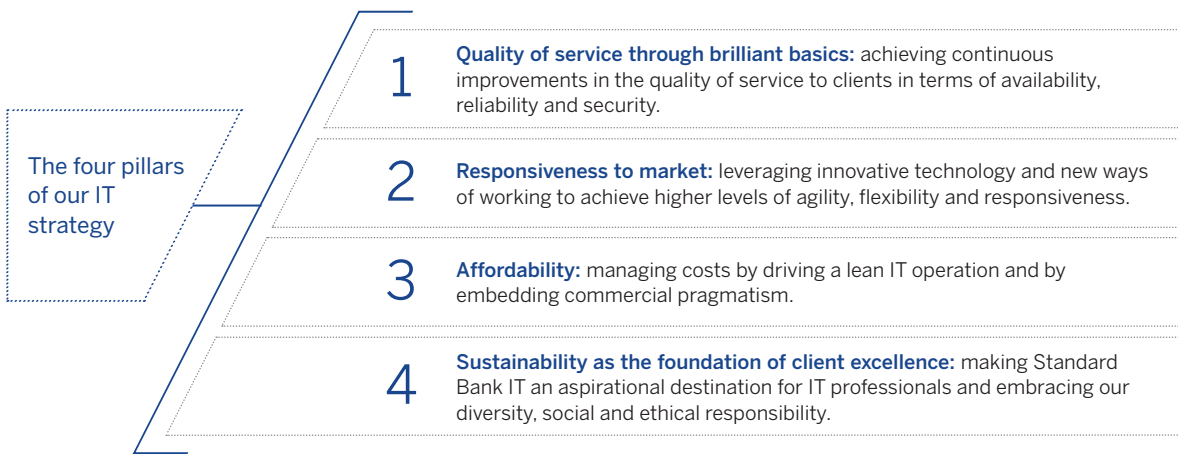 The four pillars
of our IT
strategy
1
Quality of service through brilliant basics: achieving continuous
improvements in the quality of service to clients in terms of availability,
reliability and security.
2
Responsiveness to market: leveraging innovative technology and new ways
of working to achieve higher levels of agility, flexibility and responsiveness.
3
Affordability: managing costs by driving a lean IT operation and by
embedding commercial pragmatism.
4
Sustainability as the foundation of client excellence: making Standard
Bank IT an aspirational destination for IT professionals and embracing our
diversity, social and ethical responsibility.